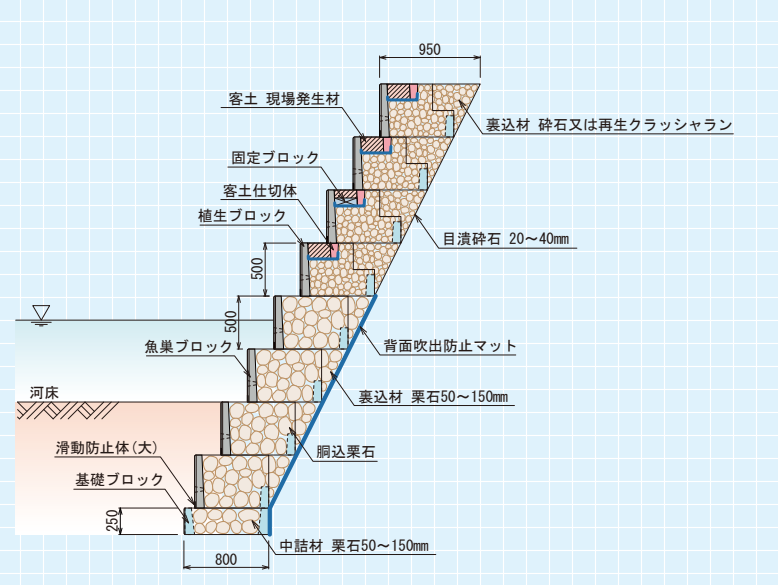 950
客土 現場発生材
裏込材 砕石又は再生クラッシャラン
固定ブロック
客土仕切体
植生ブロック
目潰砕石 20～40mm
500
500
魚巣ブロック
背面吹出防止マット
河床
裏込材 栗石50～150mm
滑動防止体(大)
胴込栗石
基礎ブロック
250
中詰材 栗石50～150mm
800